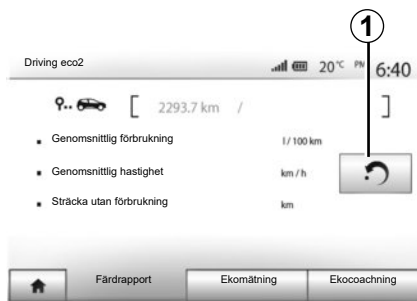 1
Driving eco2 20°C PM 6:40
2293.7 km /
Genomsnittlig förbrukning l / 100 km
Genomsnittlig hastighet km / h
Sträcka utan förbrukning km
Färdrapport Ekomätning Ekocoachning